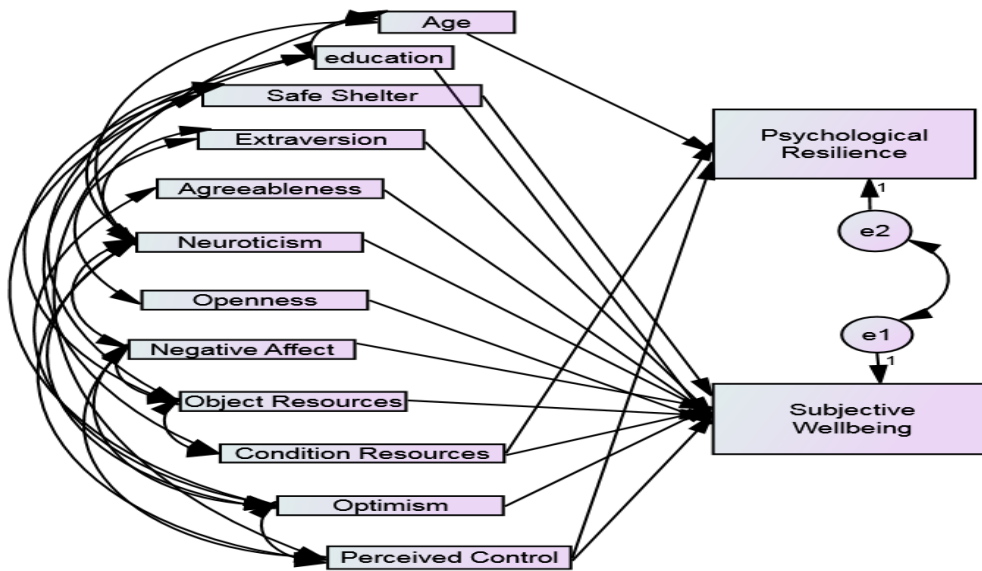 Age
education
Safe Shelter
Extraversion
Agreeableness
Neuroticism
Openness
Negative Affect
Object Resources
Condition Resources
Optimism
Perceived Control
Psychological
Resilience
1
e2
e1
1
Subjective
Wellbeing